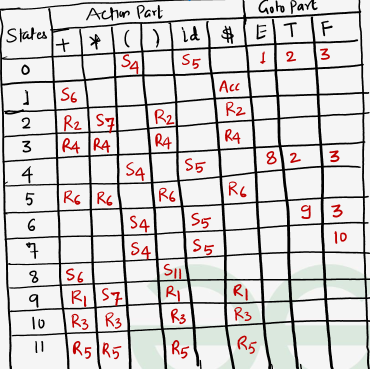 Action Part Goto Part
States + * ( ) id $ E T F
0 S4 S5 1 2 3
1 S6 Acc
2 R2 S7 R2 R2
3 R4 R4 R4 R4
4 S4 S5 8 2 3
5 R6 R6 R6 R6
6 S4 S5 9 3
7 S4 S5 10
8 S6 S11
9 R1 S7 R1 R1
10 R3 R3 R3 R3
11 R5 R5 R5 R5